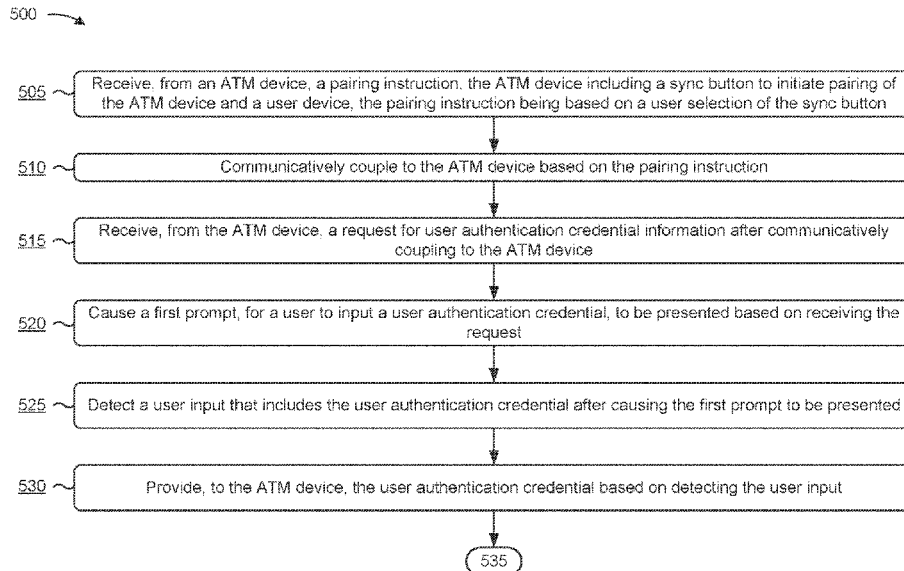 500
505
Receive, from an ATM device, a pairing instruction, the ATM device including a sync button to initiate pairing of
the ATM device and a user device, the pairing instruction being based on a user selection of the sync button
510
Communicatively couple to the ATM device based on the pairing instruction
515
Receive, from the ATM device, a request for user authentication credential information after communicatively
coupling to the ATM device
520
Cause a first prompt, for a user to input a user authentication credential, to be presented based on receiving the
request
525
Detect a user input that includes the user authentication credential after causing the first prompt to be presented
530
Provide, to the ATM device, the user authentication credential based on detecting the user input
535